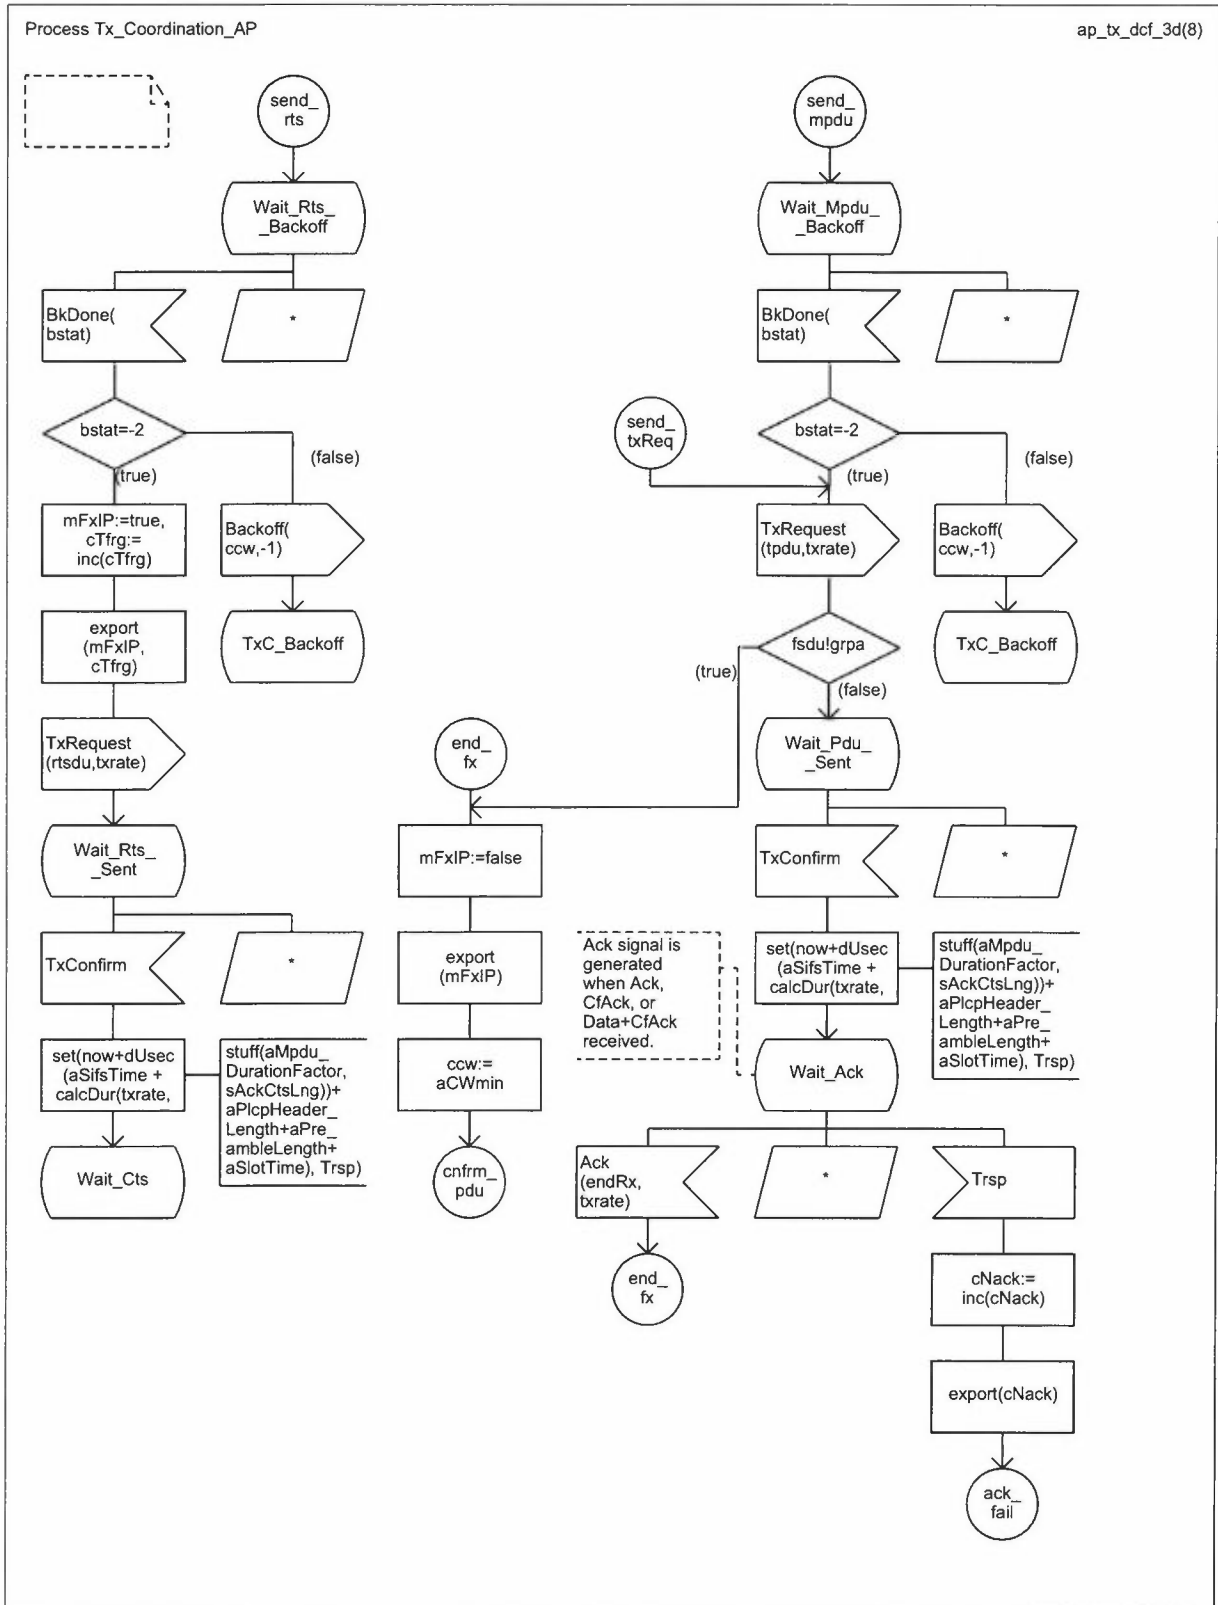 Process Tx_Coordination_AP
ap_tx_dcf_3d(8)
send_
rts
Wait_Rts_
_Backoff
BkDone(
bstat)
*
bstat=-2
(true)
(false)
mFxIP:=true,
cTfrg:=
inc(cTfrg)
Backoff(
ccw,-1)
export
(mFxIP,
cTfrg)
TxC_Backoff
TxRequest
(rtsdu,txrate)
Wait_Rts_
_Sent
TxConfirm
*
set(now+dUsec
(aSifsTime +
calcDur(txrate,
stuff(aMpdu_
DurationFactor,
sAckCtsLng))+
aPlcpHeader_
Length+aPre_
ambleLength+
aSlotTime), Trsp)
Wait_Cts
send_
mpdu
Wait_Mpdu_
_Backoff
BkDone(
bstat)
*
send_
txReq
bstat=-2
(true)
(false)
TxRequest
(tpdu,txrate)
Backoff(
ccw,-1)
fsdu!grpa
TxC_Backoff
(true)
(false)
end_
fx
mFxIP:=false
export
(mFxIP)
ccw:=
aCWmin
cnfrm_
pdu
Wait_Pdu_
_Sent
TxConfirm
*
Ack signal is
generated
when Ack,
CfAck, or
Data+CfAck
received.
set(now+dUsec
(aSifsTime +
calcDur(txrate,
stuff(aMpdu_
DurationFactor,
sAckCtsLng))+
aPlcpHeader_
Length+aPre_
ambleLength+
aSlotTime), Trsp)
Wait_Ack
Ack
(endRx,
txrate)
*
Trsp
end_
fx
cNack:=
inc(cNack)
export(cNack)
ack_
fail